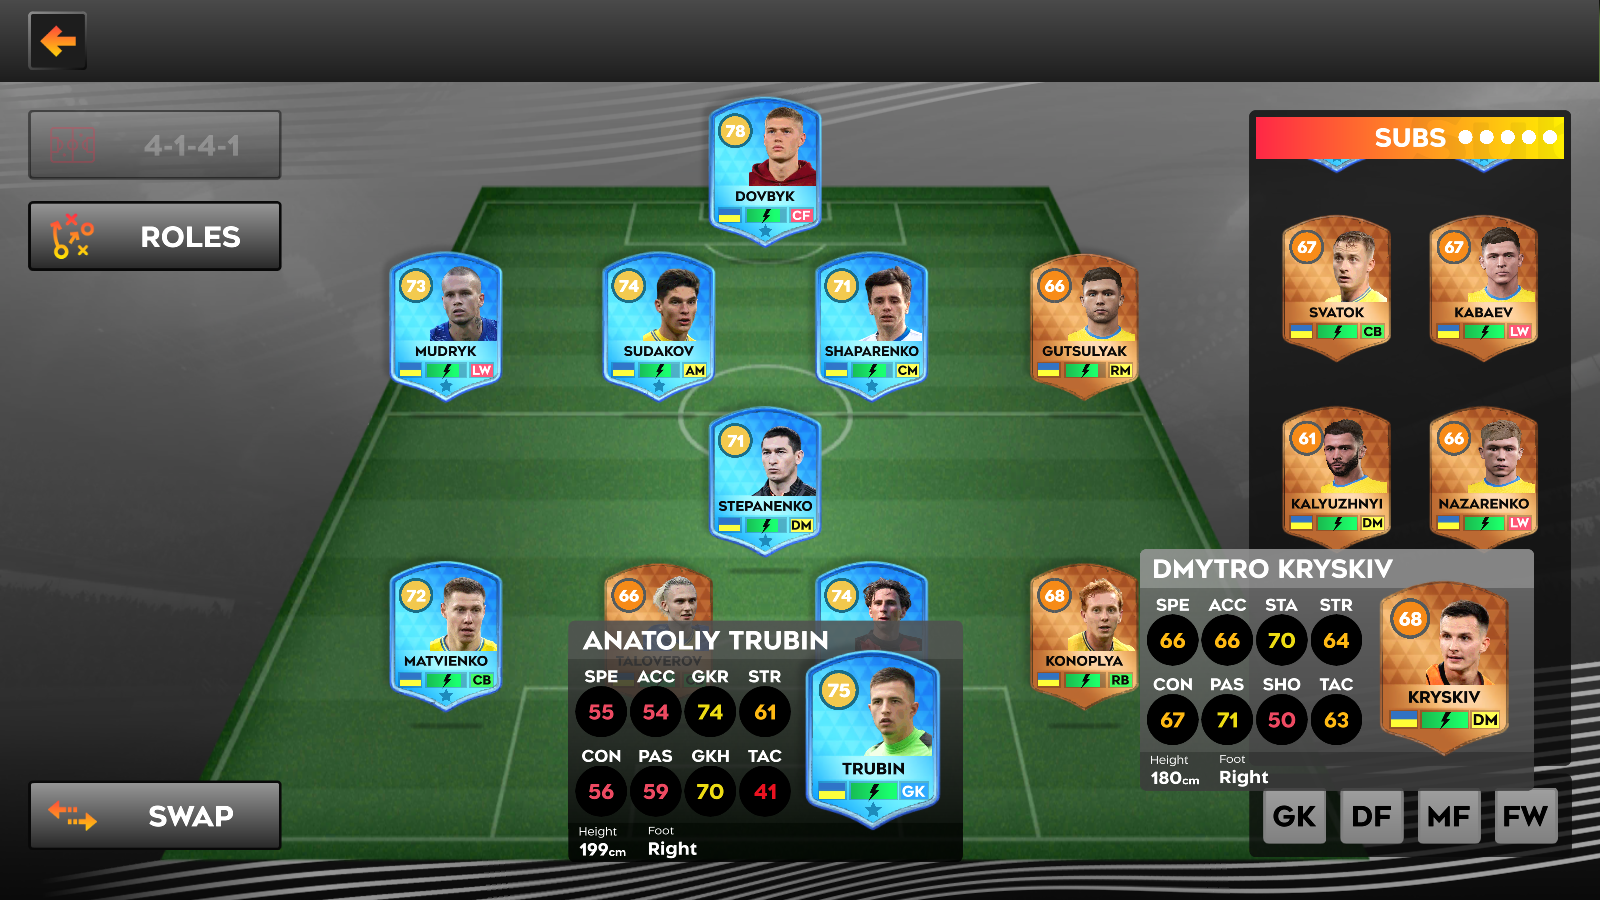 4-1-4-1
ROLES
SWAP
78
DOVBYK
CF
73
MUDRYK
LW
74
SUDAKOV
AM
71
SHAPARENKO
CM
66
GUTSULYAK
RM
71
STEPANENKO
DM
72
MATVIENKO
CB
66
TALOVEROV
74
68
KONOPLYA
RB
ANATOLIY TRUBIN
SPE ACC GKR STR
55 54 74 61
CON PAS GKH TAC
56 59 70 41
Height Foot
199cm Right
75
TRUBIN
GK
SUBS
67
SVATOK
CB
67
KABAEV
LW
61
KALYUZHNYI
DM
66
NAZARENKO
LW
DMYTRO KRYSKIV
SPE ACC STA STR
66 66 70 64
CON PAS SHO TAC
67 71 50 63
Height Foot
180cm Right
68
KRYSKIV
DM
GK DF MF FW